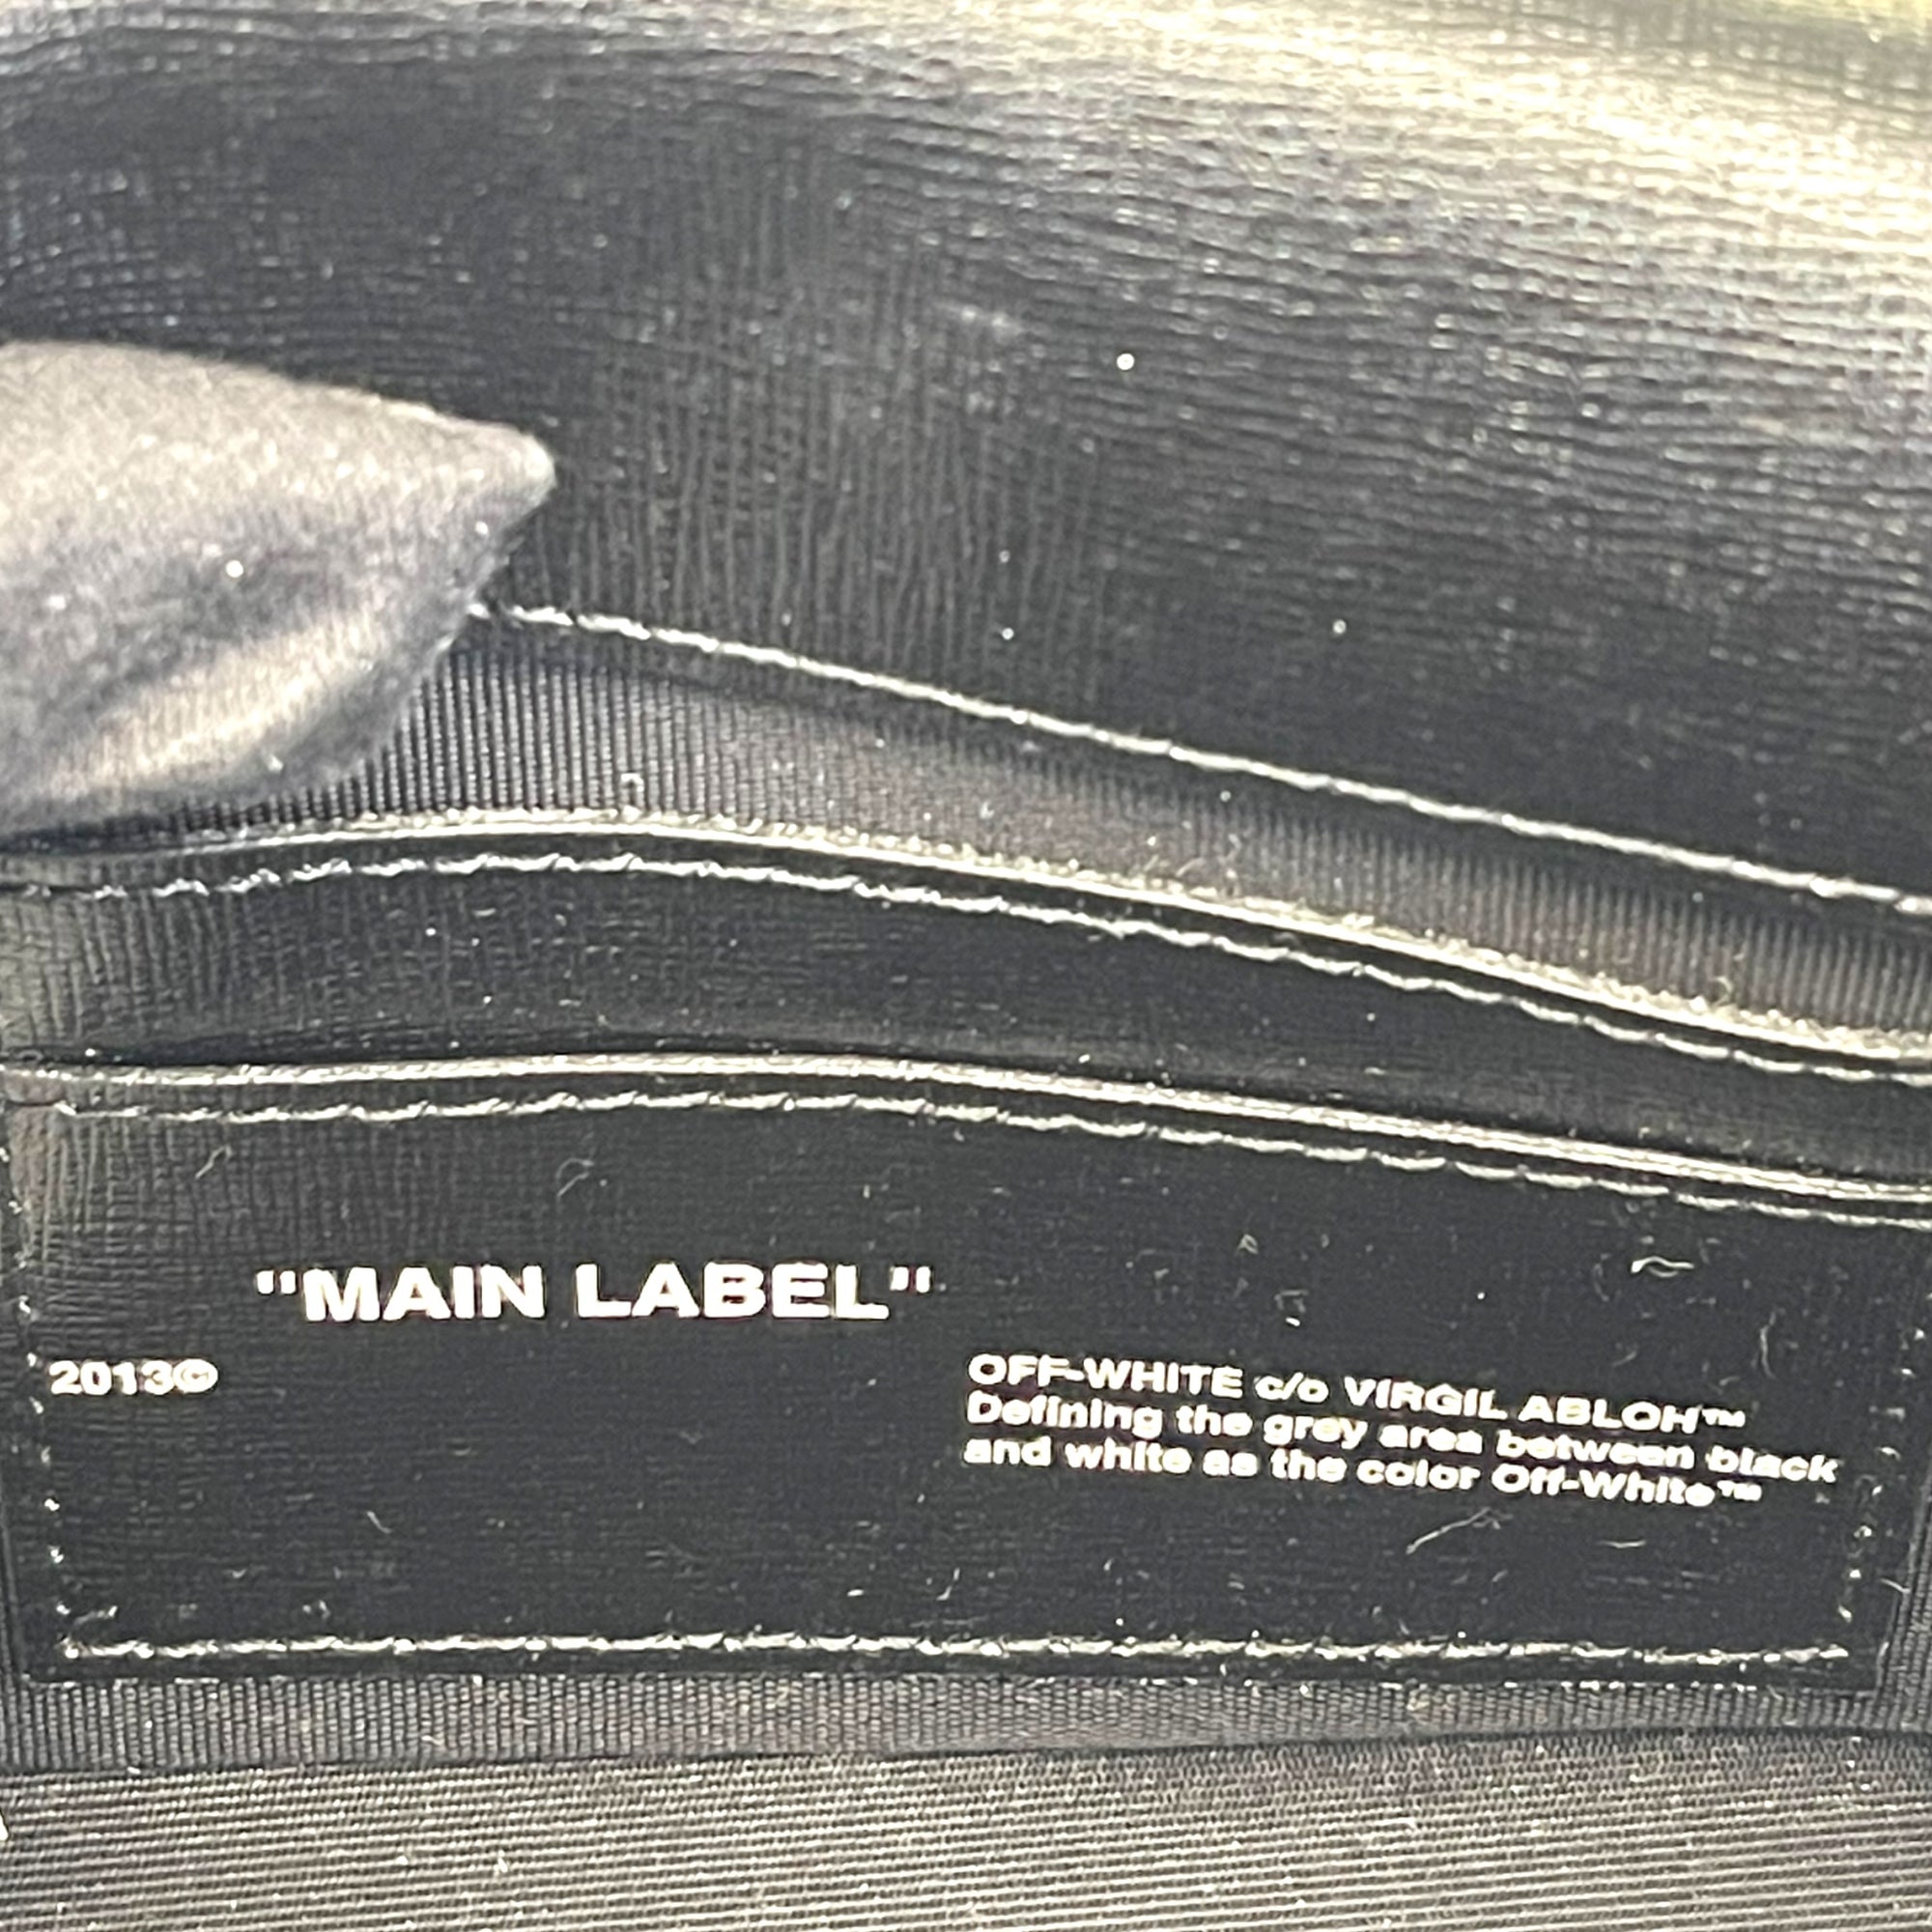 "MAIN LABEL"
2013©
OFF-WHITE c/o VIRGIL ABLOH™
Defining the grey area between black
and white as the color Off-White™